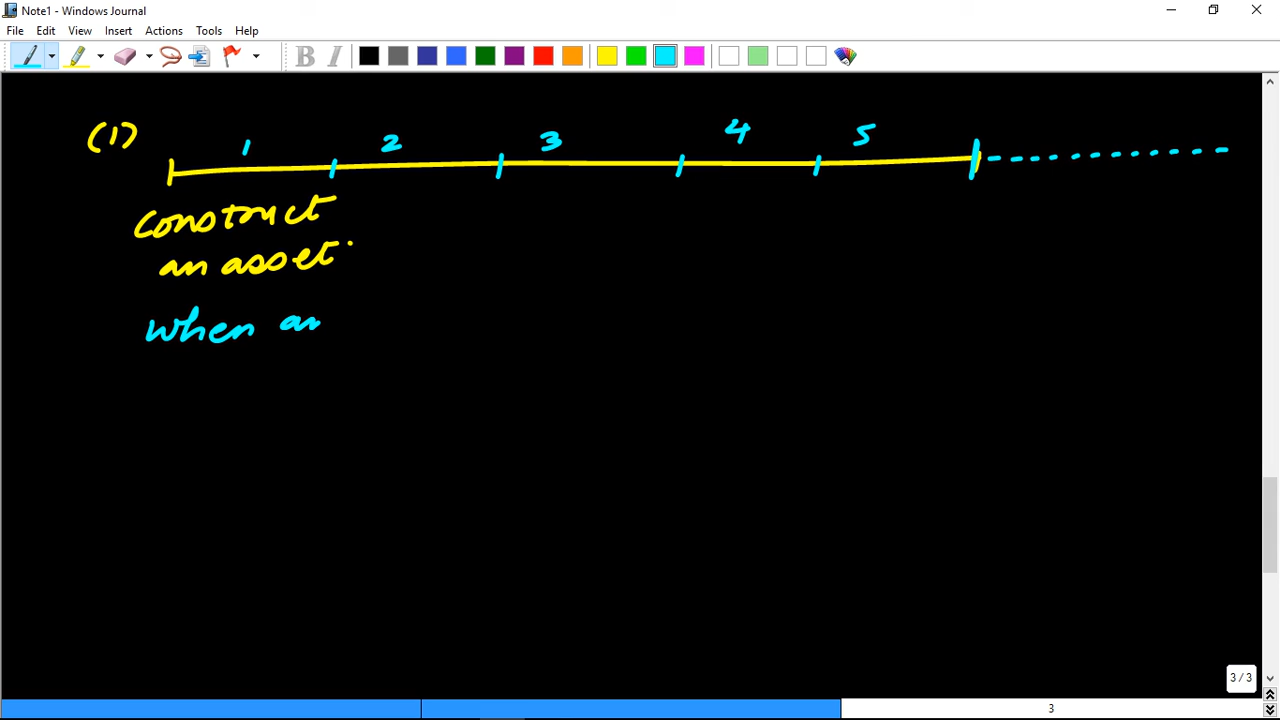 Note1 - Windows Journal
File Edit View Insert Actions Tools Help
B I
(1) 1 2 3 4 5
Construct
an asset
when an
3 / 3
3